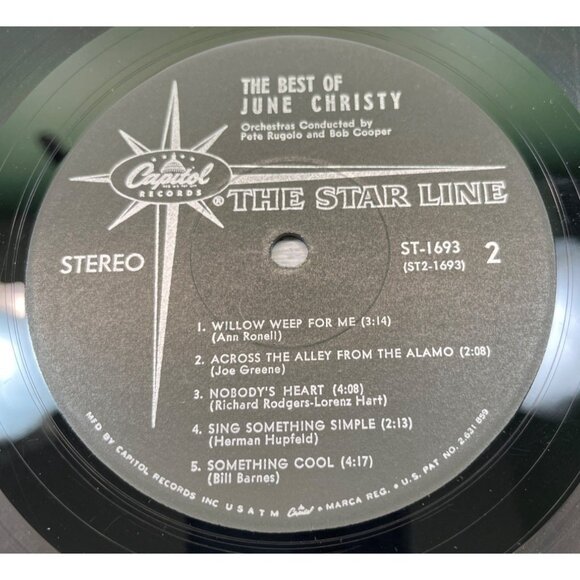 THE BEST OF
JUNE CHRISTY
Orchestras Conducted by
Pete Rugolo and Bob Cooper
Capitol
RECORDS
® THE STAR LINE
STEREO
ST-1693
(ST2-1693)
2
1. WILLOW WEEP FOR ME (3:14)
(Ann Ronell)
2. ACROSS THE ALLEY FROM THE ALAMO (2:08)
(Joe Greene)
3. NOBODY'S HEART (4:08)
(Richard Rodgers-Lorenz Hart)
4. SING SOMETHING SIMPLE (2:13)
(Herman Hupfeld)
5. SOMETHING COOL (4:17)
(Bill Barnes)
MFD BY CAPITOL RECORDS INC U S A T M Capitol MARCA REG. • U.S. PAT NO. 2,631 859